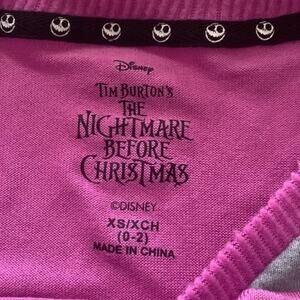 Disney
TIM BURTON'S
THE
NIGHTMARE
BEFORE
CHRISTMAS
©DISNEY
XS/XCH
(0-2)
MADE IN CHINA